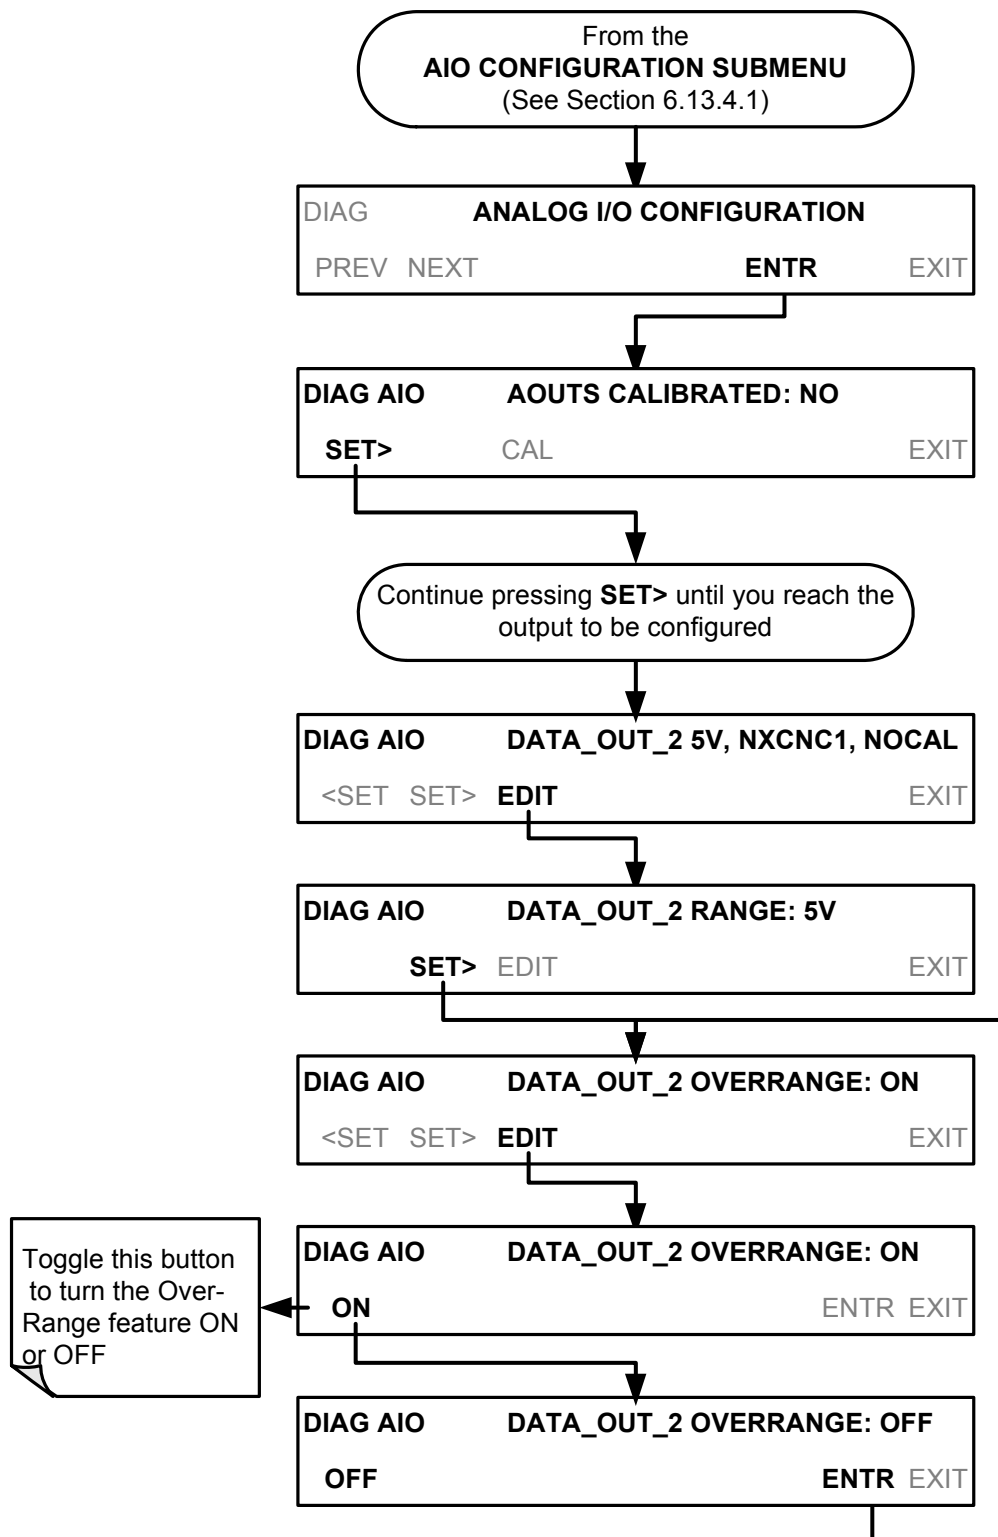 From the
AIO CONFIGURATION SUBMENU
(See Section 6.13.4.1)
DIAG ANALOG I/O CONFIGURATION
PREV NEXT ENTR EXIT
DIAG AIO AOUTS CALIBRATED: NO
SET> CAL EXIT
Continue pressing SET> until you reach the
output to be configured
DIAG AIO DATA_OUT_2 5V, NXCNC1, NOCAL
<SET SET> EDIT EXIT
DIAG AIO DATA_OUT_2 RANGE: 5V
SET> EDIT EXIT
DIAG AIO DATA_OUT_2 OVERRANGE: ON
<SET SET> EDIT EXIT
Toggle this button
to turn the Over-
Range feature ON
or OFF
DIAG AIO DATA_OUT_2 OVERRANGE: ON
ON ENTR EXIT
DIAG AIO DATA_OUT_2 OVERRANGE: OFF
OFF ENTR EXIT